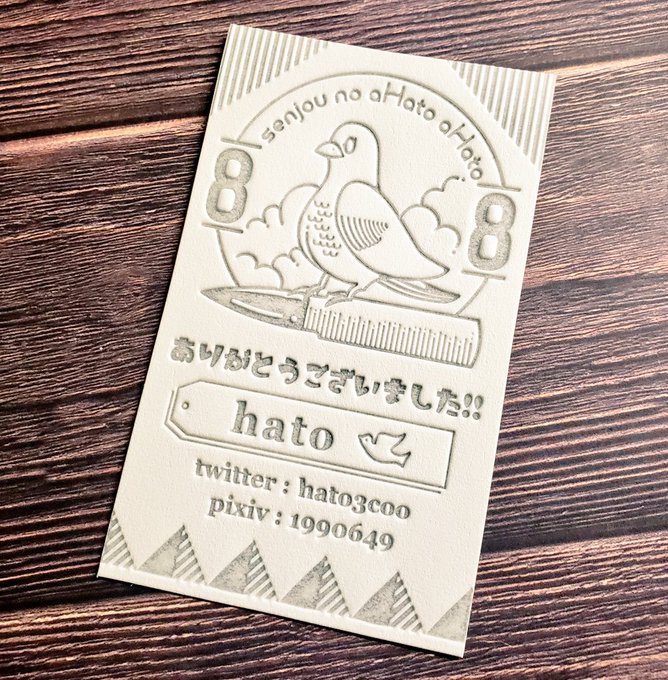 senjou no aHato aHato
8 8
ありがとうございました!!
hato
twitter : hato3coo
pixiv : 1990649